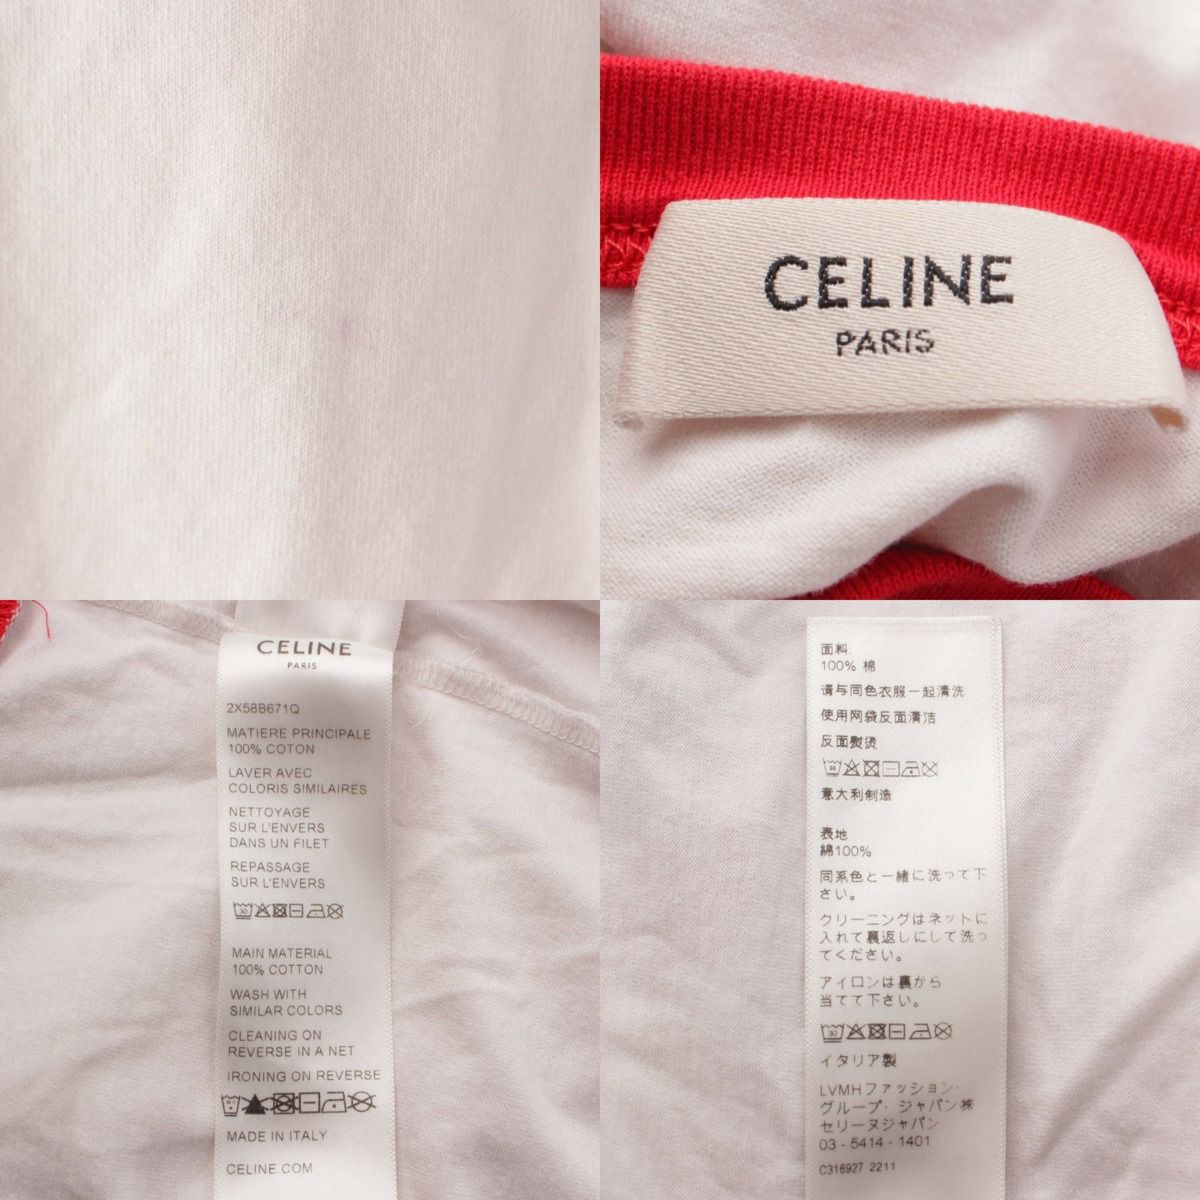 CELINE
PARIS
CELINE
PARIS
2X58B671Q
MATIERE PRINCIPALE
100% COTON
LAVER AVEC
COLORIS SIMILAIRES
NETTOYAGE
SUR L'ENVERS
DANS UN FILET
REPASSAGE
SUR L'ENVERS
MAIN MATERIAL
100% COTTON
WASH WITH
SIMILAR COLORS
CLEANING ON
REVERSE IN A NET
IRONING ON REVERSE
MADE IN ITALY
CELINE.COM
面料:
100% 棉
请与同色衣服一起清洗
使用网袋反面清洁
反面熨烫
意大利制造
表地
綿100%
同系色と一緒に洗って下
さい。
クリーニングはネットに
入れて裏返しにして洗っ
てください。
アイロンは裏から
当てて下さい。
イタリア製
LVMHファッション·
グループ·ジャパン㈱
セリーヌジャパン
03-5414-1401
C316927 2211